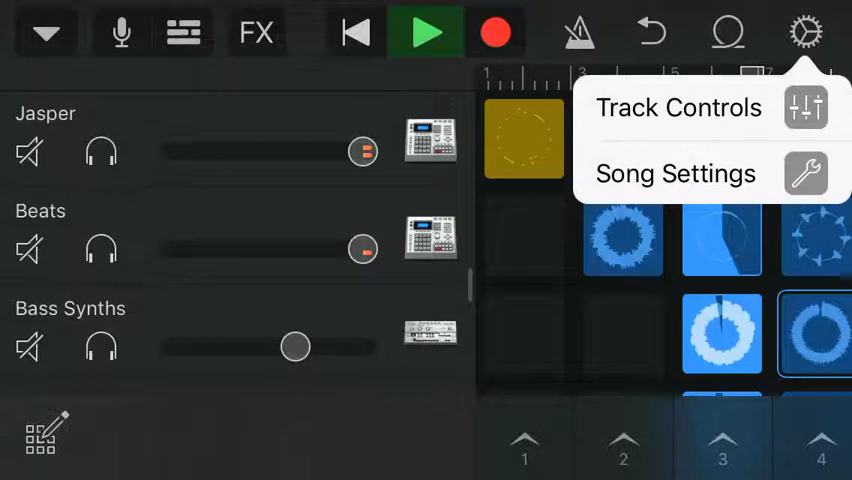 FX
1 3 5 7
Jasper
Track Controls
Song Settings
Beats
Bass Synths
1 2 3 4